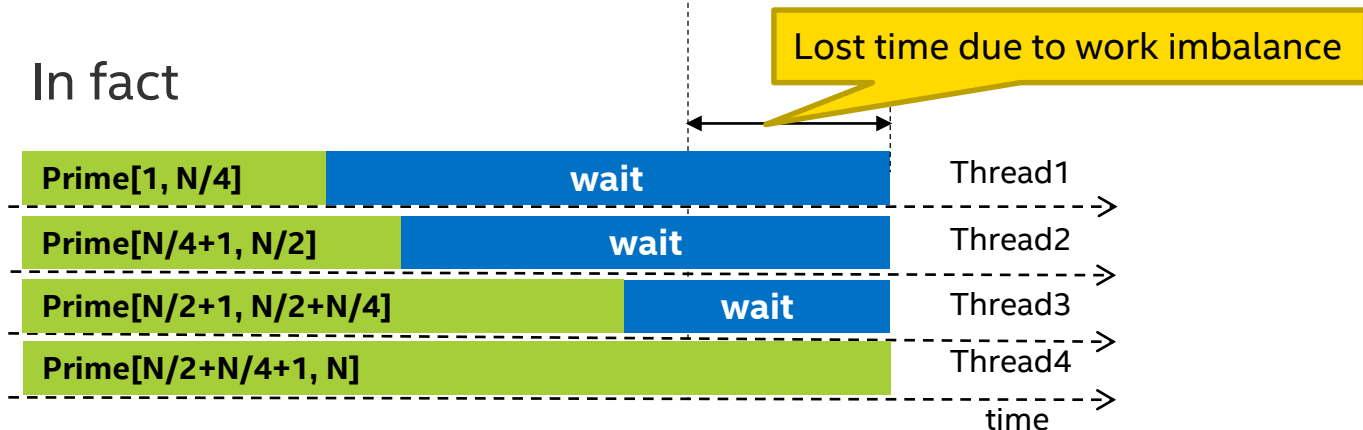 Lost time due to work imbalance
In fact
Prime[1, N/4] wait Thread1
Prime[N/4+1, N/2] wait Thread2
Prime[N/2+1, N/2+N/4] wait Thread3
Prime[N/2+N/4+1, N] Thread4
time